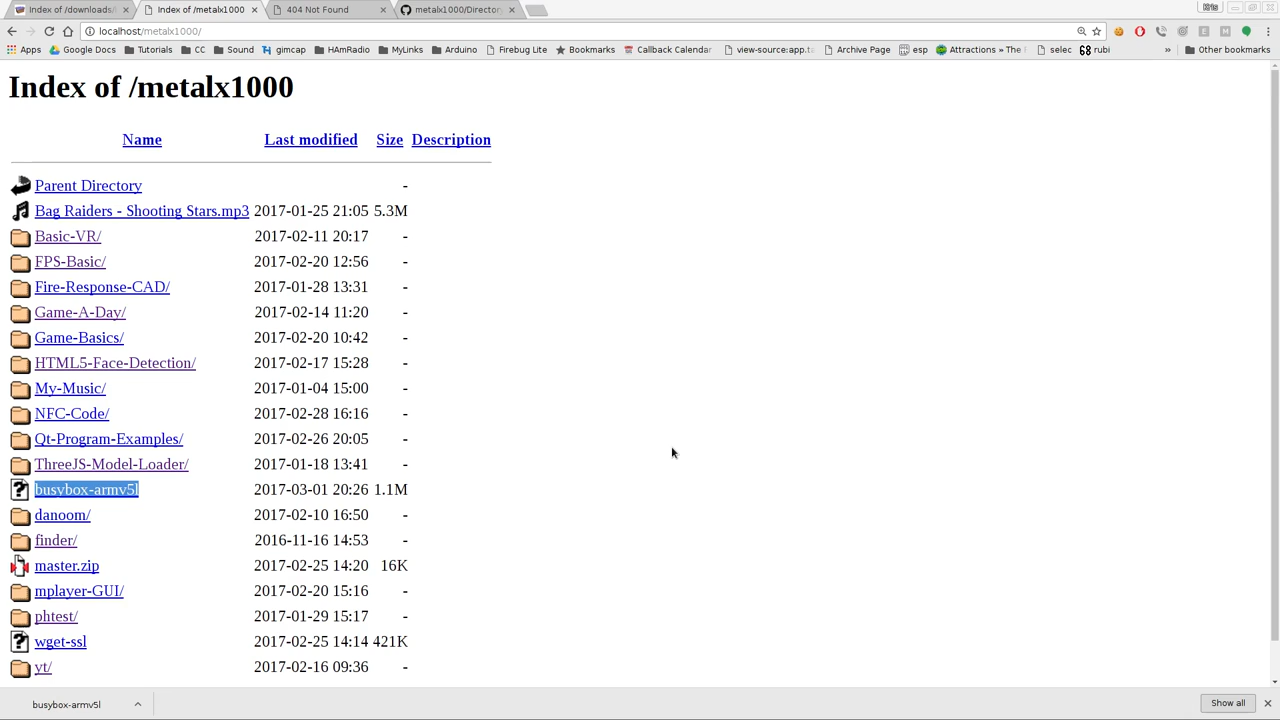 Index of /downloads/
Index of /metalx1000
404 Not Found
metalx1000/Director
Kris
localhost/metalx1000/
Apps Google Docs Tutorials CC Sound gimcap HAmRadio MyLinks Arduino Firebug Lite Bookmarks Callback Calendar view-source:app.t Archive Page esp Attractions » The selec rubi » Other bookmarks
Index of /metalx1000
Name Last modified Size Description
Parent Directory -
Bag Raiders - Shooting Stars.mp3 2017-01-25 21:05 5.3M
Basic-VR/ 2017-02-11 20:17 -
FPS-Basic/ 2017-02-20 12:56 -
Fire-Response-CAD/ 2017-01-28 13:31 -
Game-A-Day/ 2017-02-14 11:20 -
Game-Basics/ 2017-02-20 10:42 -
HTML5-Face-Detection/ 2017-02-17 15:28 -
My-Music/ 2017-01-04 15:00 -
NFC-Code/ 2017-02-28 16:16 -
Qt-Program-Examples/ 2017-02-26 20:05 -
ThreeJS-Model-Loader/ 2017-01-18 13:41 -
busybox-armv5l 2017-03-01 20:26 1.1M
danoom/ 2017-02-10 16:50 -
finder/ 2016-11-16 14:53 -
master.zip 2017-02-25 14:20 16K
mplayer-GUI/ 2017-02-20 15:16 -
phtest/ 2017-01-29 15:17 -
wget-ssl 2017-02-25 14:14 421K
yt/ 2017-02-16 09:36 -
busybox-armv5l
Show all